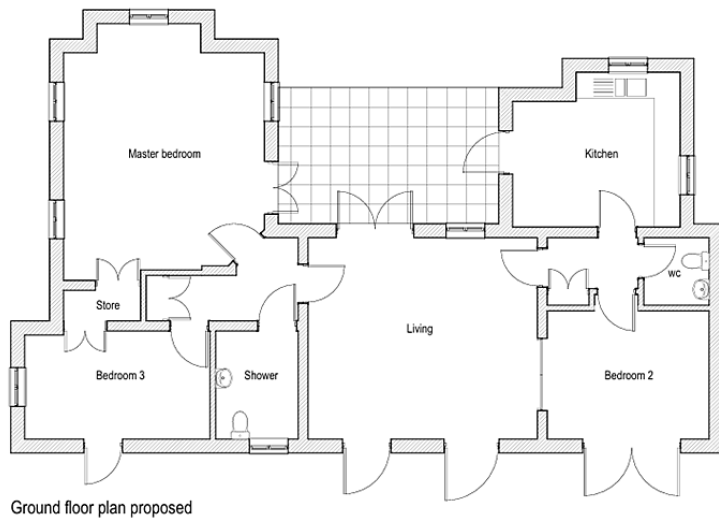 Master bedroom
Kitchen
wc
Store
Living
Bedroom 3
Shower
Bedroom 2
Ground floor plan proposed